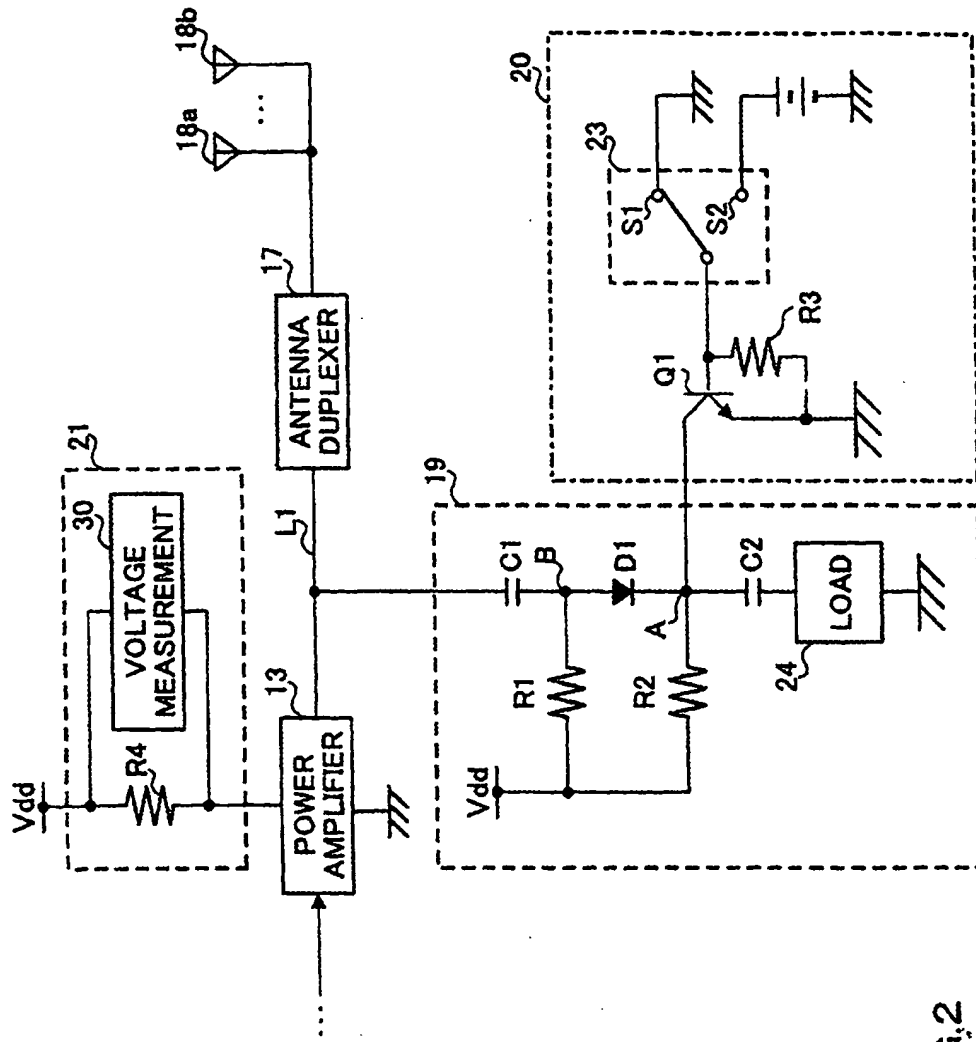 18a
18b
...
17
ANTENNA
DUPLEXER
21
30
VOLTAGE
MEASUREMENT
Vdd
R4
L1
13
POWER
AMPLIFIER
...
19
C1
B
D1
R1
A
Vdd
R2
C2
LOAD
24
20
23
S1
S2
Q1
R3